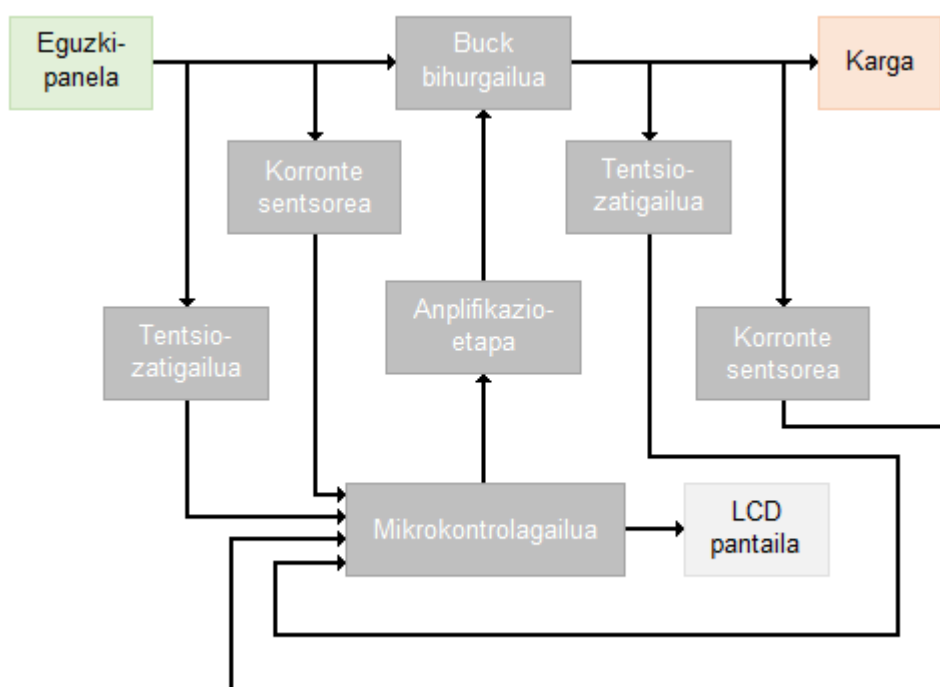 Eguzki-
panela
Buck
bihurgailua
Karga
Korronte
sentsorea
Tentsio-
zatigailua
Tentsio-
zatigailua
Anplifikazio-
etapa
Korronte
sentsorea
Mikrokontrolagailua
LCD
pantaila